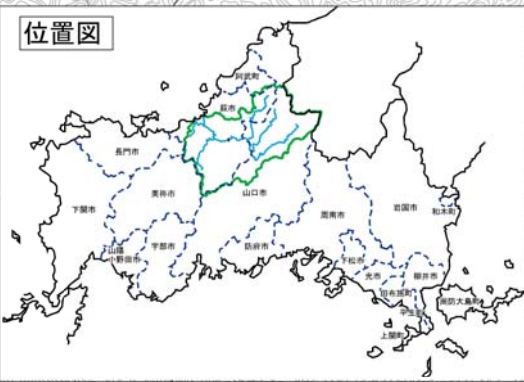 位置図
阿武町
萩市
長門市
美祢市
山口市
下関市
周南市
岩国市
和木町
山陽
小野田市
宇部市
防府市
下松市
光市
柳井市
田布施町
周防大島町
平生町
上関町